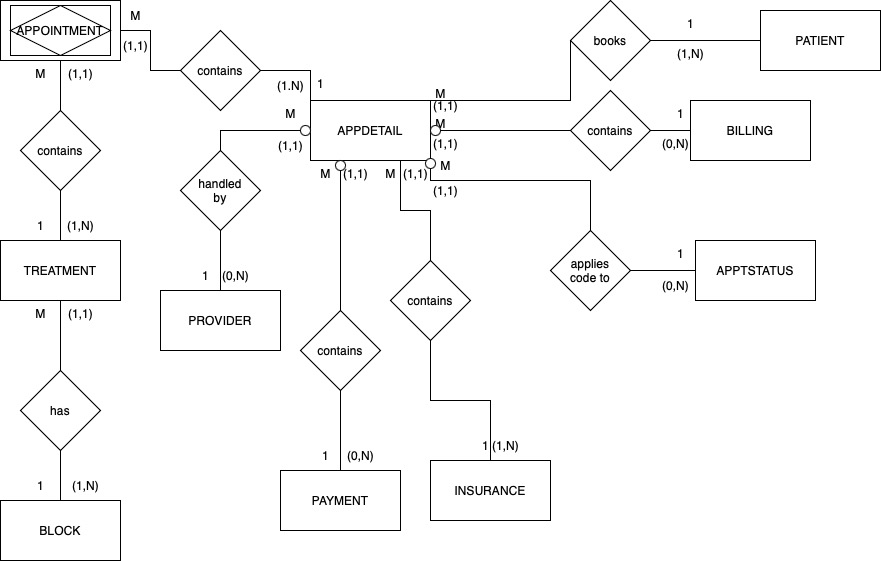 APPOINTMENT
M
(1,1)
contains
(1.N)
1
books
1
(1,N)
PATIENT
M
(1,1)
contains
1
(1,N)
TREATMENT
M
(1,1)
has
1
(1,N)
BLOCK
APPDETAIL
M
(1,1)
M
(1,1)
contains
1
(0,N)
BILLING
M
(1,1)
handled
by
1
(0,N)
PROVIDER
M
(1,1)
contains
1
(0,N)
PAYMENT
M
(1,1)
contains
1
(1,N)
INSURANCE
M
(1,1)
applies
code to
1
(0,N)
APPTSTATUS